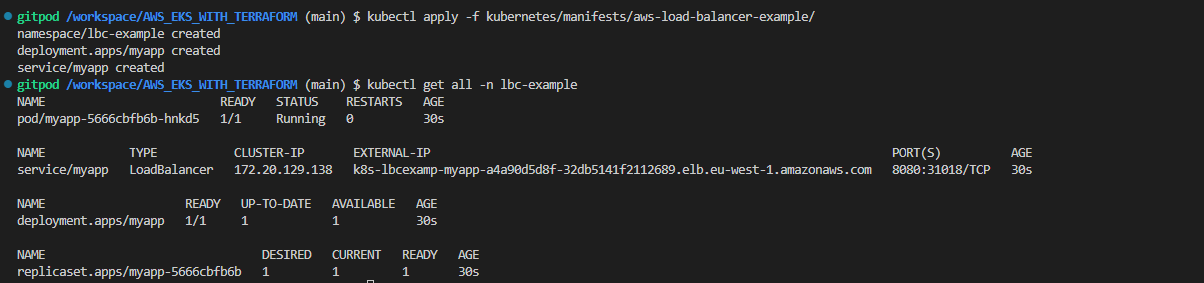 gitpod /workspace/AWS_EKS_WITH_TERRAFORM (main) $ kubectl apply -f kubernetes/manifests/aws-load-balancer-example/
namespace/lbc-example created
deployment.apps/myapp created
service/myapp created
gitpod /workspace/AWS_EKS_WITH_TERRAFORM (main) $ kubectl get all -n lbc-example
NAME READY STATUS RESTARTS AGE
pod/myapp-5666cbfb6b-hnkd5 1/1 Running 0 30s
NAME TYPE CLUSTER-IP EXTERNAL-IP PORT(S) AGE
service/myapp LoadBalancer 172.20.129.138 k8s-lbcexamp-myapp-a4a90d5d8f-32db5141f2112689.elb.eu-west-1.amazonaws.com 8080:31018/TCP 30s
NAME READY UP-TO-DATE AVAILABLE AGE
deployment.apps/myapp 1/1 1 1 30s
NAME DESIRED CURRENT READY AGE
replicaset.apps/myapp-5666cbfb6b 1 1 1 30s